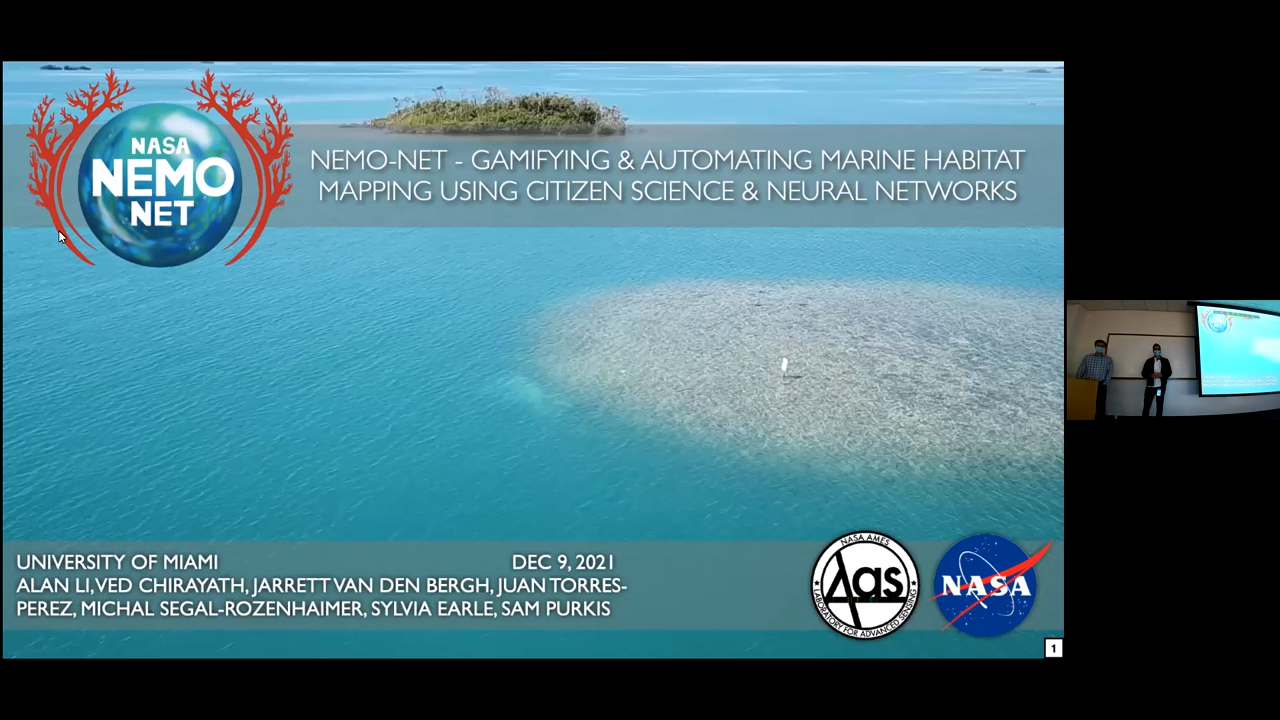 NASA
NEMO
NET
NEMO-NET - GAMIFYING & AUTOMATING MARINE HABITAT
MAPPING USING CITIZEN SCIENCE & NEURAL NETWORKS
UNIVERSITY OF MIAMI
DEC 9, 2021
ALAN LI, VED CHIRAYATH, JARRETT VAN DEN BERGH, JUAN TORRES-
PEREZ, MICHAL SEGAL-ROZENHAIMER, SYLVIA EARLE, SAM PURKIS
NASA AMES
Aas
LABORATORY FOR ADVANCED SENSING
NASA
1